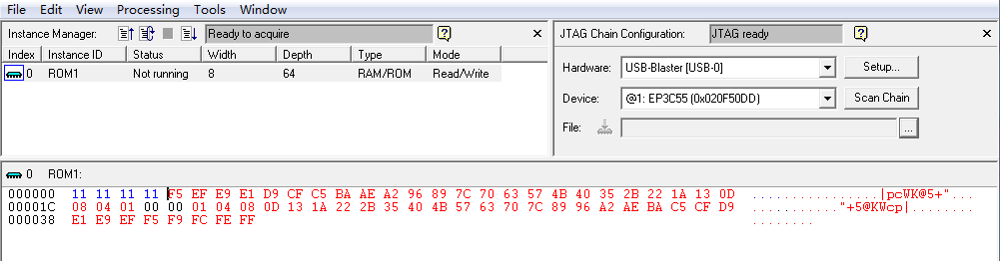 File Edit View Processing Tools Window
Instance Manager: Ready to acquire
Index Instance ID Status Width Depth Type Mode
0 ROM1 Not running 8 64 RAM/ROM Read/Write
JTAG Chain Configuration: JTAG ready
Hardware: USB-Blaster [USB-0] Setup...
Device: @1: EP3C55 (0x020F50DD) Scan Chain
File: ...
0 ROM1:
000000 11 11 11 11 F5 EF E9 E1 D9 CF C5 BA AE A2 96 89 7C 70 63 57 4B 40 35 2B 22 1A 13 0D ................|pcWK@5+"...
00001C 08 04 01 00 00 01 04 08 0D 13 1A 22 2B 35 40 4B 57 63 70 7C 89 96 A2 AE BA C5 CF D9 ..........."+5@KWcp|........
000038 E1 E9 EF F5 F9 FC FE FF ........